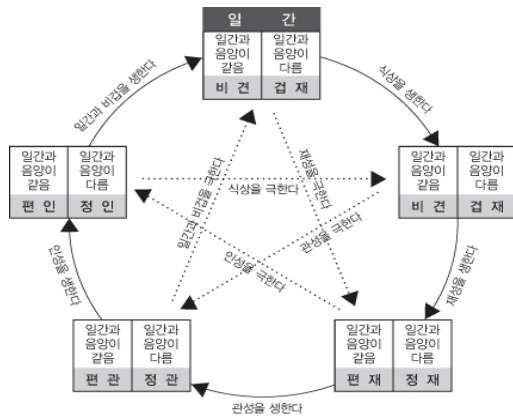 일 간
일간과 일간과
음양이 음양이
같음 다름
비 견 겁 재
일간과 비겁을 생한다
식상을 생한다
일간과 일간과
음양이 음양이
같음 다름
편 인 정 인
일간과 일간과
음양이 음양이
같음 다름
비 견 겁 재
식상을 극한다
일간과 비겁을 극한다
재성을 극한다
관성을 극한다
인성을 극한다
인성을 생한다
재성을 생한다
일간과 일간과
음양이 음양이
같음 다름
편 관 정 관
일간과 일간과
음양이 음양이
같음 다름
편 재 정 재
관성을 생한다